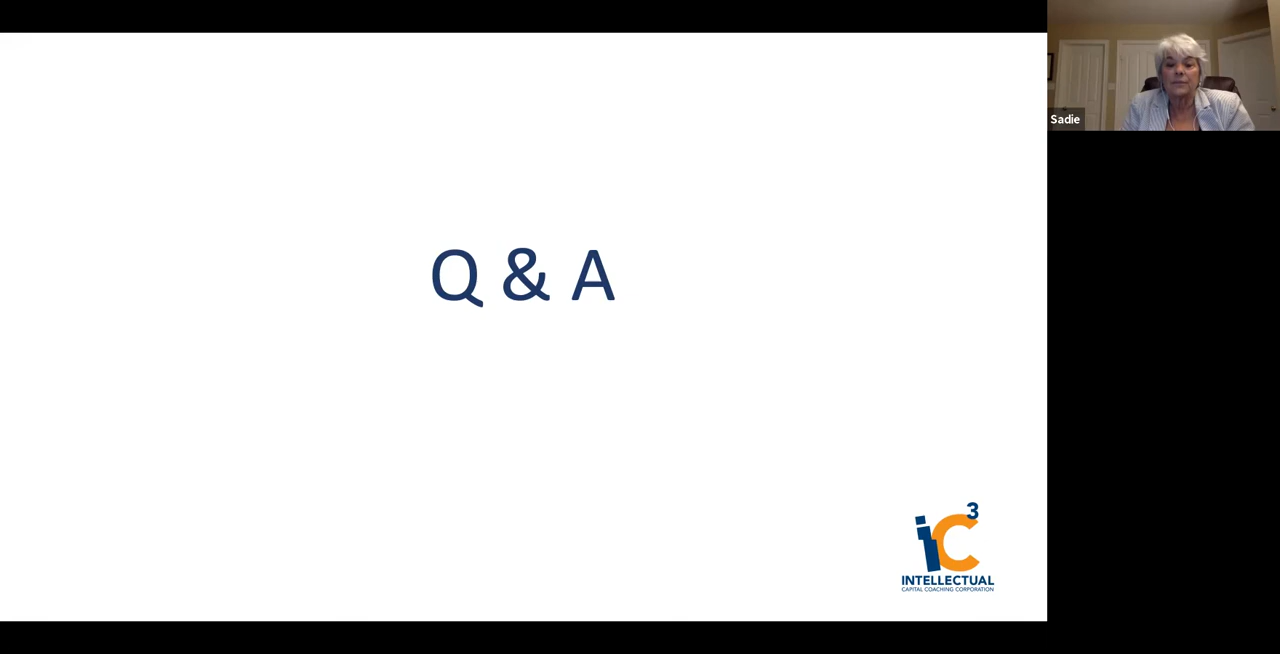 Q & A
Sadie
iC3
INTELLECTUAL
CAPITAL COACHING CORPORATION